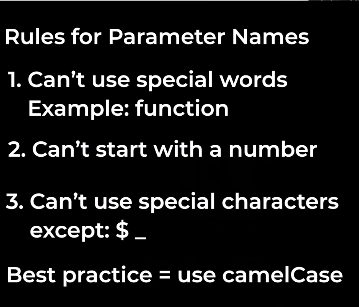 Rules for Parameter Names
1. Can't use special words
Example: function
2. Can't start with a number
3. Can't use special characters
except: $ _
Best practice = use camelCase